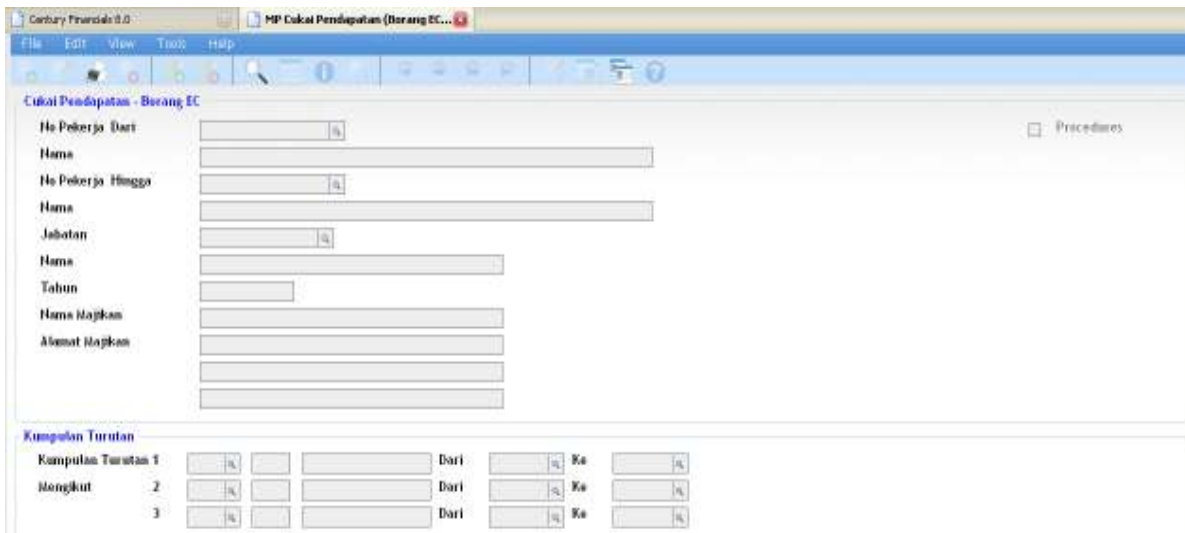 Century Financials 8.0 MP Cukai Pendapatan (Borang EC...
File Edit View Tools Help
Cukai Pendapatan - Borang EC
No Pekerja Dari
Procedures
Nama
No Pekerja Hingga
Nama
Jabatan
Nama
Tahun
Nama Majikan
Alamat Majikan
Kumpulan Turutan
Kumpulan Turutan 1 Dari Ke
Mengikut 2 Dari Ke
3 Dari Ke